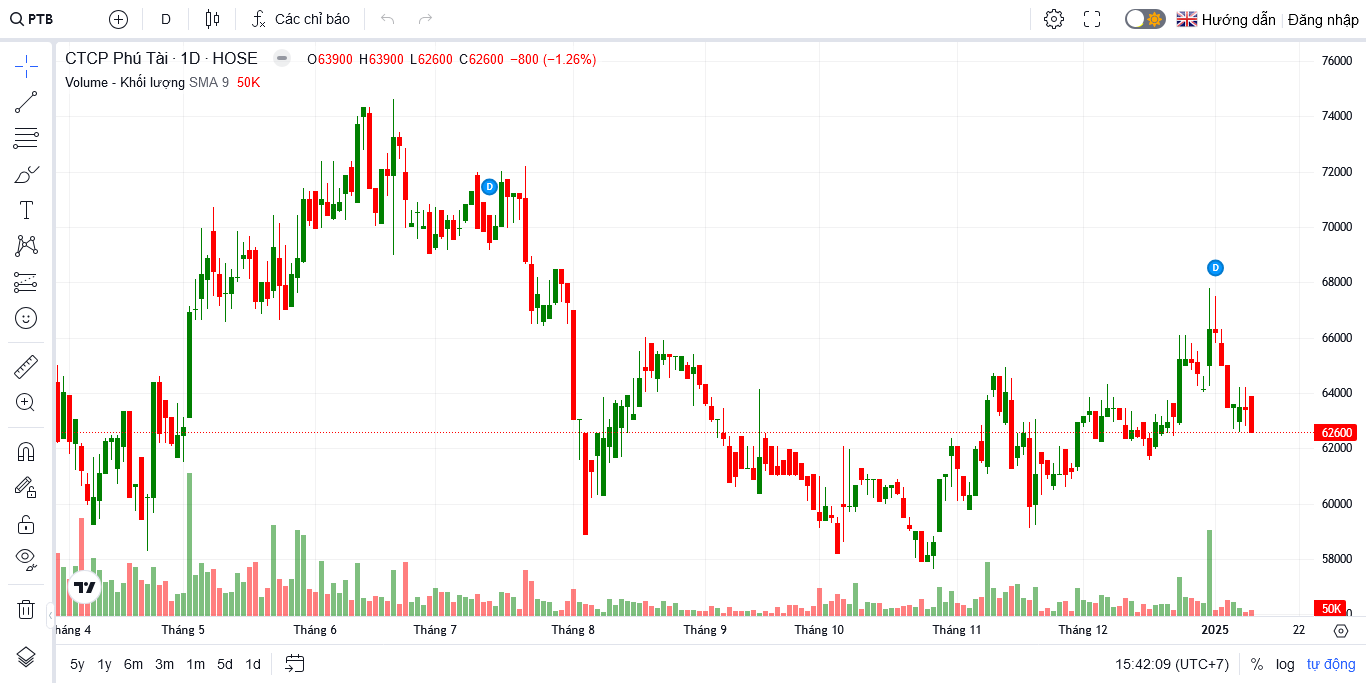 PTB D Các chỉ báo Hướng dẫn Đăng nhập
CTCP Phú Tài · 1D · HOSE O63900 H63900 L62600 C62600 −800 (−1.26%)
Volume - Khối lượng SMA 9 50K
76000
74000
72000
70000
68000
66000
64000
62600
62000
60000
58000
50K
D
D
háng 4 Tháng 5 Tháng 6 Tháng 7 Tháng 8 Tháng 9 Tháng 10 Tháng 11 Tháng 12 2025 22
5y 1y 6m 3m 1m 5d 1d 15:42:09 (UTC+7) % log tự động